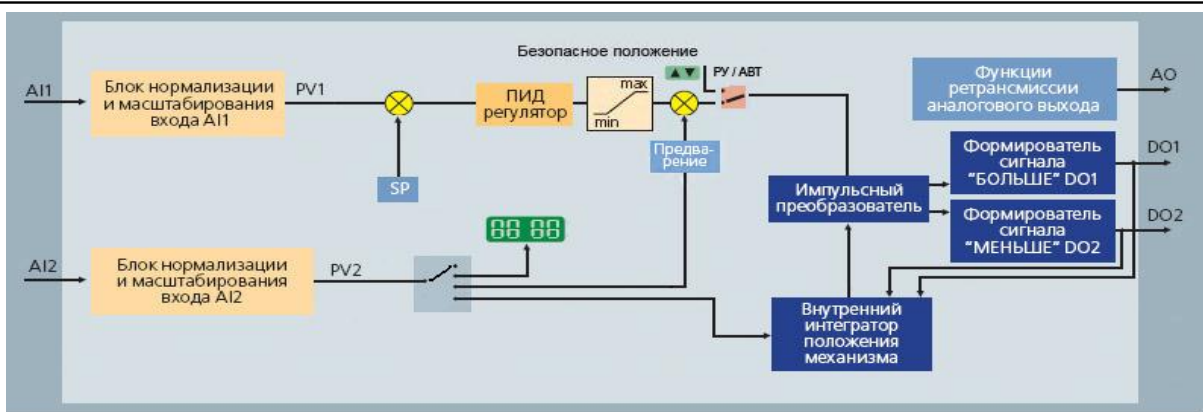 Безопасное положение
РУ / АВТ
AI1
Блок нормализации
и масштабирования
входа AI1
PV1
ПИД
регулятор
max
min
Функции
ретрансмиссии
аналогового выхода
AO
Предва-
рение
SP
Формирователь
сигнала
"БОЛЬШЕ" DO1
DO1
Импульсный
преобразователь
Формирователь
сигнала
"МЕНЬШЕ" DO2
DO2
88 88
AI2
Блок нормализации
и масштабирования
входа AI2
PV2
Внутренний
интегратор
положения
механизма